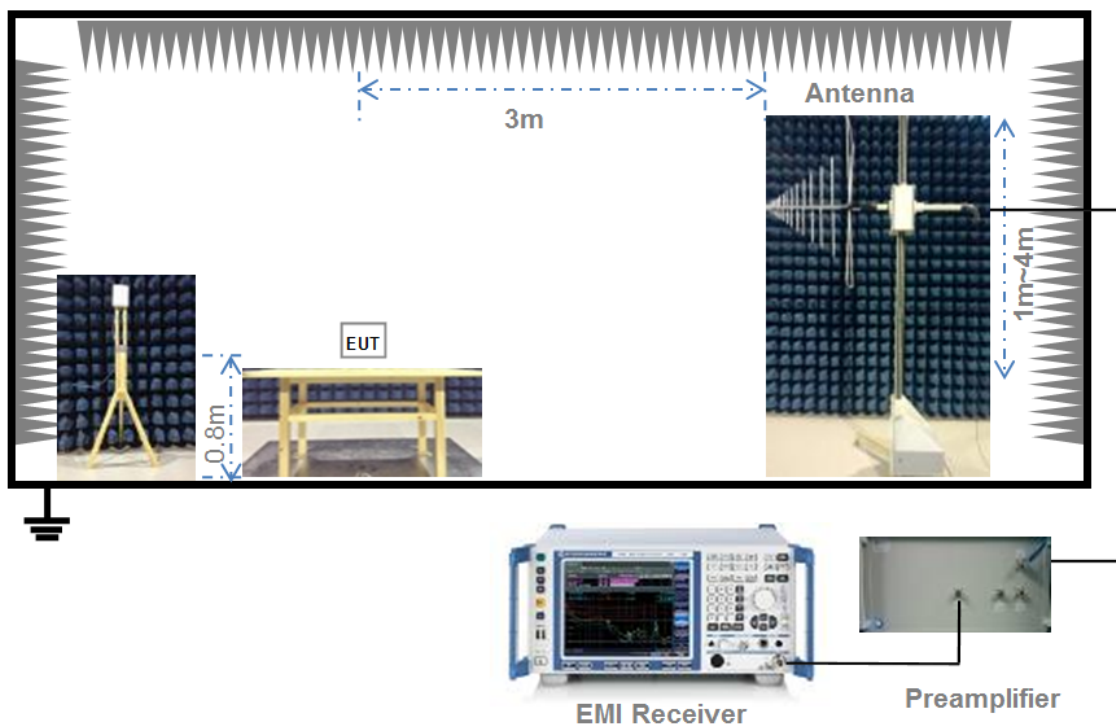 Antenna
3m
1m~4m
EUT
0.8m
EMI Receiver
Preamplifier